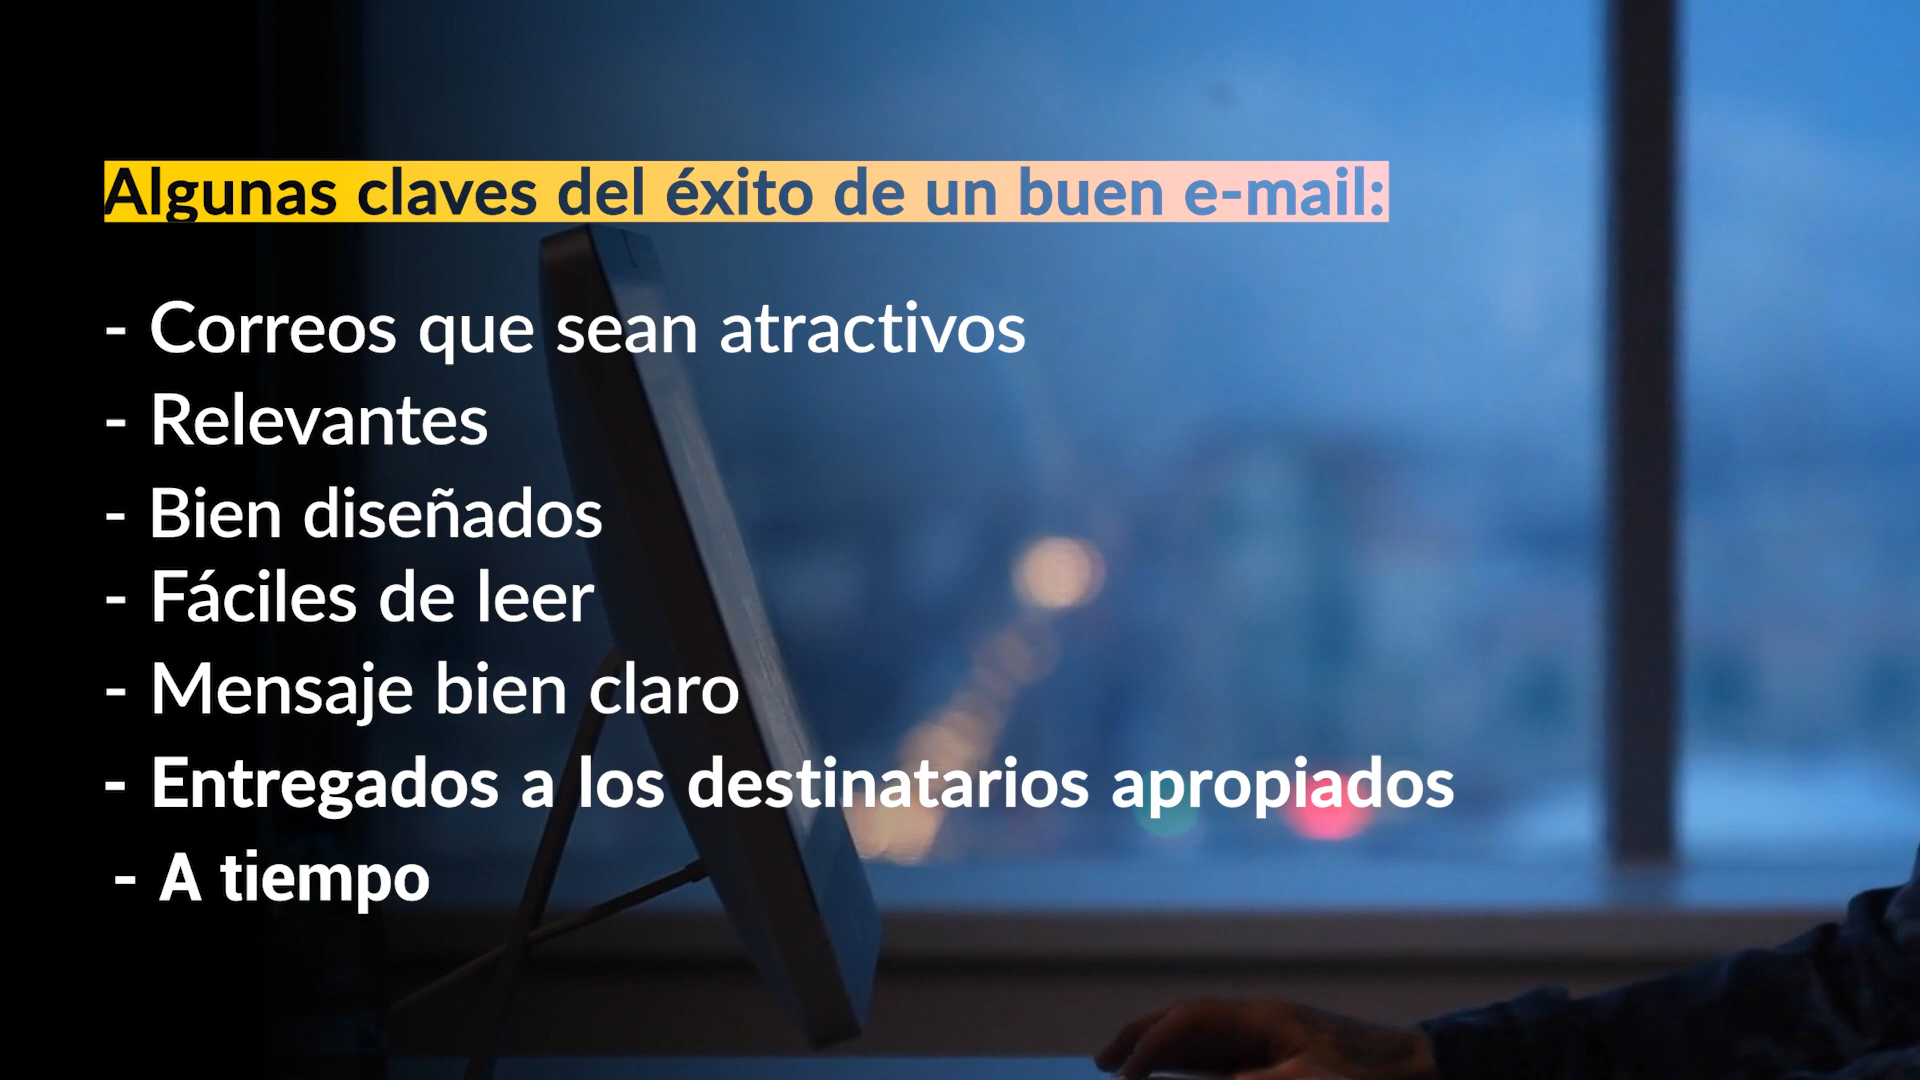 Algunas claves del éxito de un buen e-mail:
- Correos que sean atractivos
- Relevantes
- Bien diseñados
- Fáciles de leer
- Mensaje bien claro
- Entregados a los destinatarios apropiados
- A tiempo